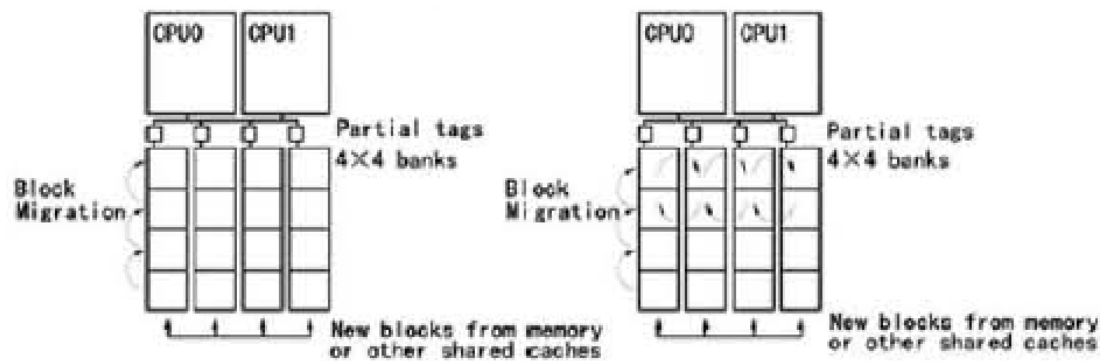 CPU0 CPU1
Partial tags
4×4 banks
Block
Migration
New blocks from memory
or other shared caches
CPU0 CPU1
Partial tags
4×4 banks
Block
Migration
New blocks from memory
or other shared caches